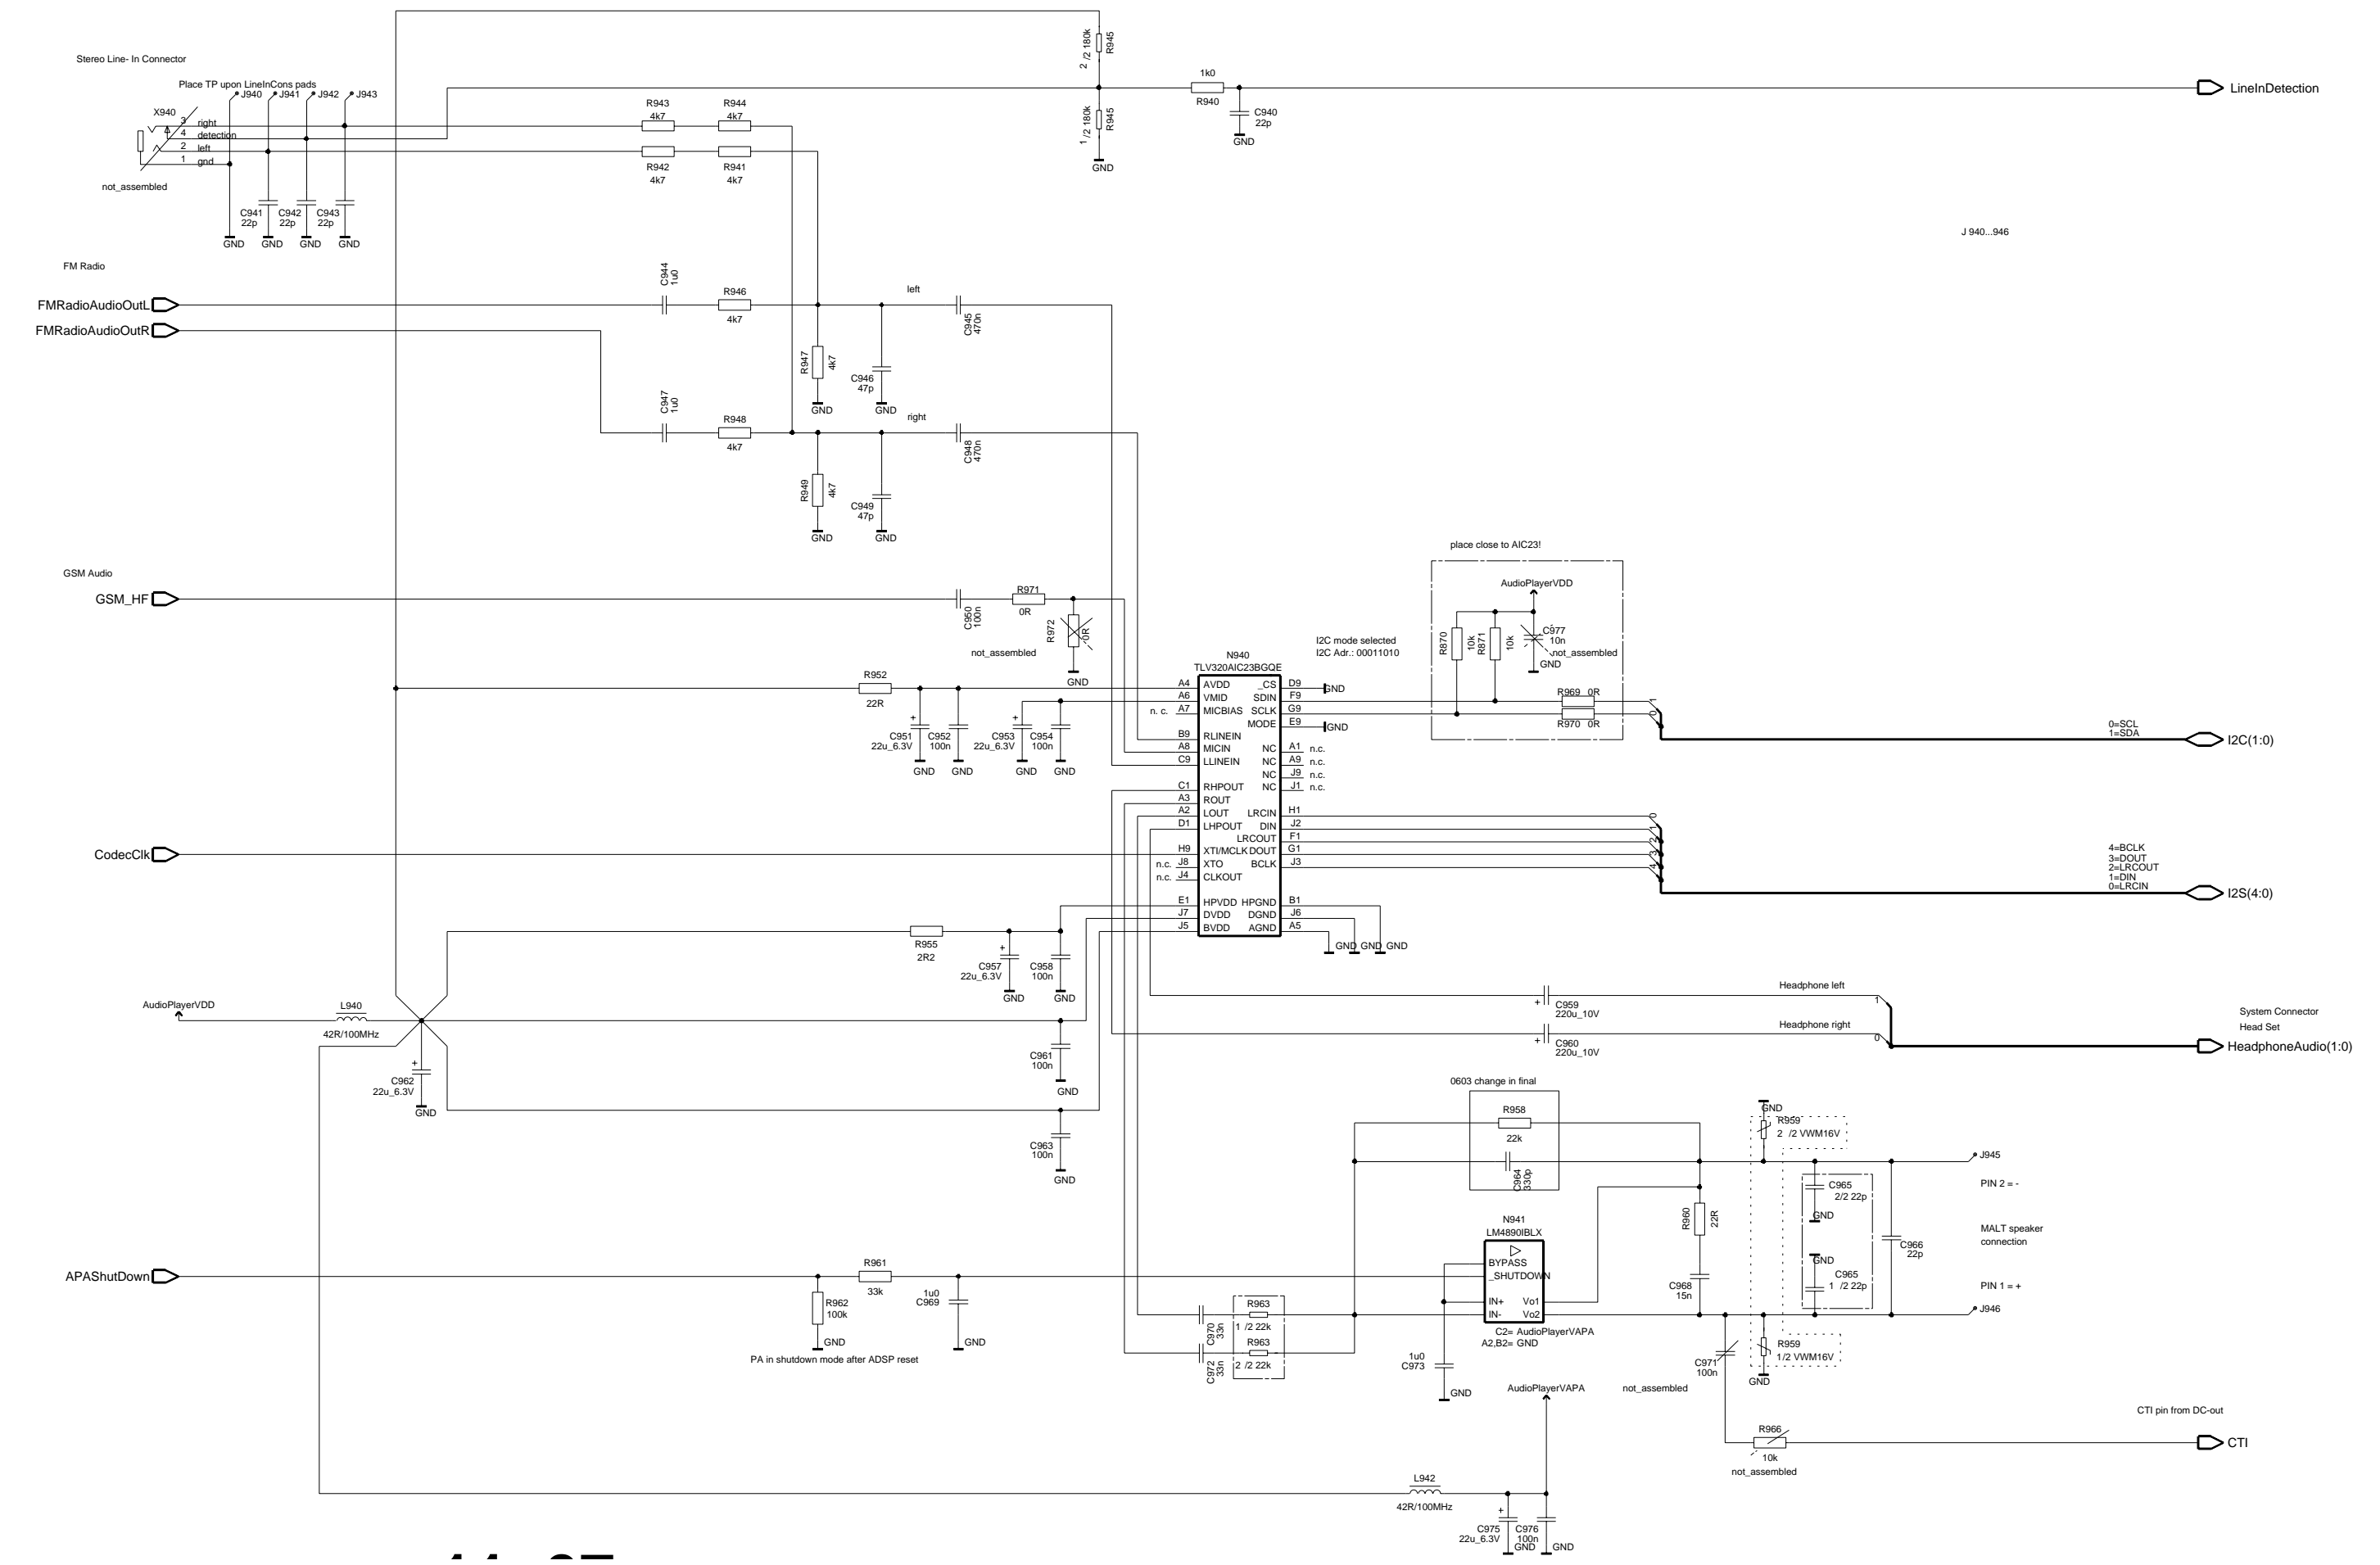 2 /2 180k
R945
Stereo Line- In Connector
Place TP upon LineInCons pads
J940
J941
J942
J943
X940
3
right
4
detection
2
left
1
gnd
not_assembled
C941
22p
C942
22p
C943
22p
GND
GND
GND
GND
R943
4k7
R944
4k7
R942
4k7
R941
4k7
1 /2 180k
R945
GND
1k0
R940
C940
22p
GND
LineInDetection
J 940...946
FM Radio
FMRadioAudioOutL
FMRadioAudioOutR
C944
1u0
R946
4k7
left
C945
470n
R947
4k7
GND
C946
47p
GND
C947
1u0
R948
4k7
right
C948
470n
R949
4k7
GND
C949
47p
GND
GSM Audio
GSM_HF
C950
100n
R971
0R
R972
0R
not_assembled
GND
place close to AIC23!
AudioPlayerVDD
R870
10k
R871
10k
C977
10n
not_assembled
GND
I2C mode selected
I2C Adr.: 00011010
R969 0R
R970 0R
1
0
0=SCL
1=SDA
I2C(1:0)
R952
22R
C951
22u_6.3V
C952
100n
C953
22u_6.3V
C954
100n
+
+
GND
GND
GND
GND
N940
TLV320AIC23BGQE
A4 AVDD _CS D9 GND
A6 VMID SDIN F9
n. c. A7 MICBIAS SCLK G9
MODE E9 GND
B9 RLINEIN
A8 MICIN NC A1 n.c.
C9 LLINEIN NC A9 n.c.
NC J9 n.c.
C1 RHPOUT NC J1 n.c.
A3 ROUT
A2 LOUT LRCIN H1
D1 LHPOUT DIN J2
LRCOUT F1
H9 XTI/MCLK DOUT G1
n.c. J8 XTO BCLK J3
n.c. J4 CLKOUT
E1 HPVDD HPGND B1
J7 DVDD DGND J6
J5 BVDD AGND A5
GND GND GND
0
1
2
3
4
4=BCLK
3=DOUT
2=LRCOUT
1=DIN
0=LRCIN
I2S(4:0)
CodecClk
R955
2R2
+
C957
22u_6.3V
C958
100n
GND
GND
AudioPlayerVDD
L940
42R/100MHz
+
C962
22u_6.3V
GND
C961
100n
GND
C963
100n
GND
+
C959
220u_10V
Headphone left
1
+
C960
220u_10V
Headphone right
0
System Connector
Head Set
HeadphoneAudio(1:0)
0603 change in final
R958
22k
C964
330p
GND
R959
2 /2 VWM16V
J945
PIN 2 = -
C965
2/2 22p
GND
MALT speaker
connection
GND
C965
1 /2 22p
C966
22p
PIN 1 = +
J946
R960
22R
C968
15n
N941
LM4890IBLX
BYPASS
_SHUTDOWN
IN+ Vo1
IN- Vo2
C2= AudioPlayerVAPA
A2,B2= GND
APAShutDown
R961
33k
R962
100k
GND
1u0
C969
GND
PA in shutdown mode after ADSP reset
C970
33n
R963
1 /2 22k
C972
33n
R963
2 /2 22k
1u0
C973
GND
R959
1/2 VWM16V
GND
C971
100n
not_assembled
AudioPlayerVAPA
CTI pin from DC-out
R966
10k
not_assembled
CTI
L942
42R/100MHz
+
C975
22u_6.3V
C976
100n
GND
GND